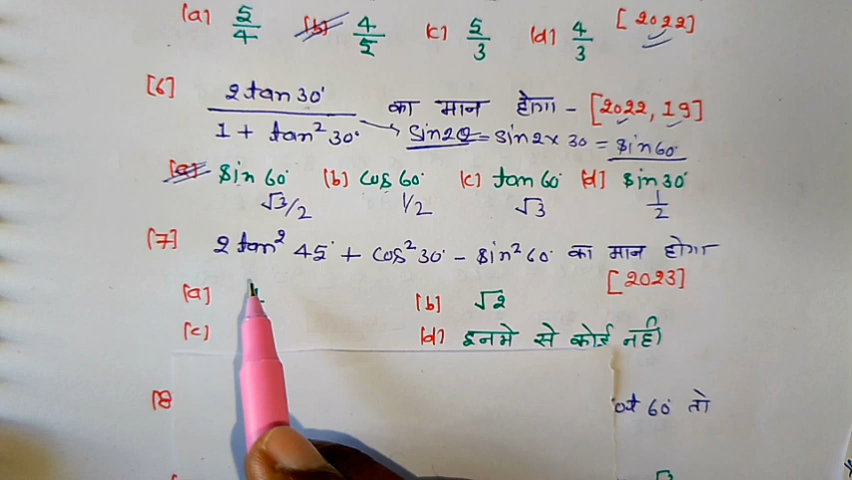 (a) 5/4 (b) 4/5 (c) 5/3 (d) 4/3 [2022]
[6] 2 tan 30° / 1 + tan² 30° का मान होगा - [2022, 19]
sin2θ = sin 2 × 30 = sin 60°
(a) sin 60° (b) cos 60° (c) tan 60° (d) sin 30°
√3/2 1/2 √3 1/2
[7] 2 tan² 45° + cos² 30° - sin² 60° का मान होगा
[2023]
(a) (b) √2
(c) (d) इनमे से कोई नहीं
[8 ot 60° तो